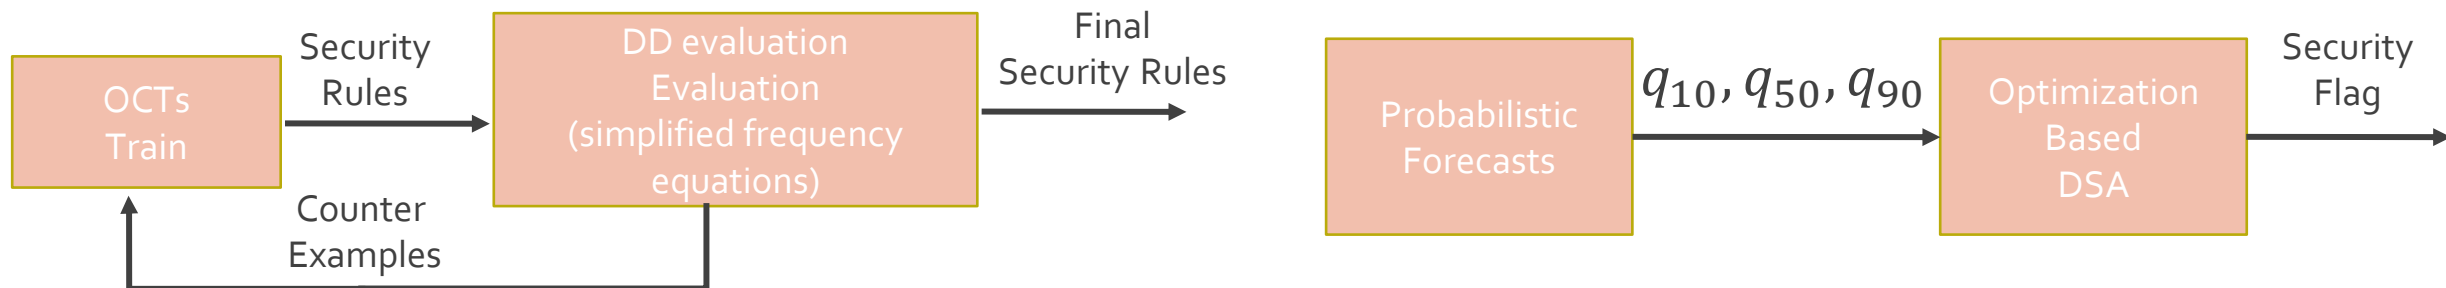 OCTs
Train
Security
Rules
DD evaluation
Evaluation
(simplified frequency
equations)
Counter
Examples
Final
Security Rules
Probabilistic
Forecasts
q10, q50, q90
Optimization
Based
DSA
Security
Flag